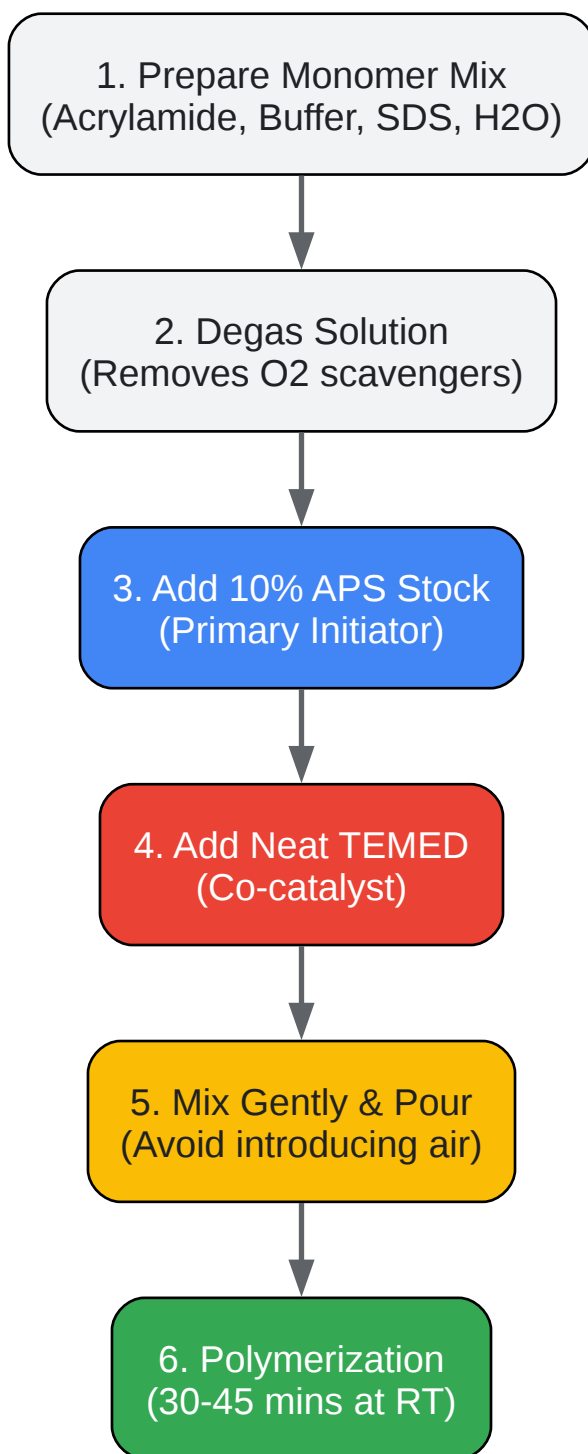 1. Prepare Monomer Mix
(Acrylamide, Buffer, SDS, H2O)
2. Degas Solution
(Removes O2 scavengers)
3. Add 10% APS Stock
(Primary Initiator)
4. Add Neat TEMED
(Co-catalyst)
5. Mix Gently & Pour
(Avoid introducing air)
6. Polymerization
(30-45 mins at RT)